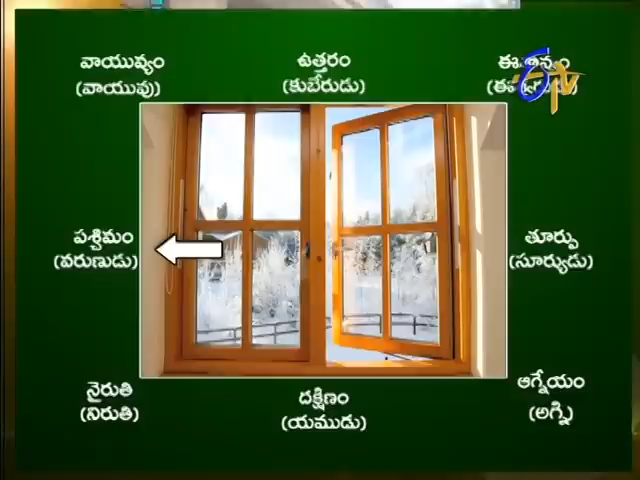 వాయువ్యం
(వాయువు)
ఉత్తరం
(కుబేరుడు)
పశ్చిమం
(వరుణుడు)
తూర్పు
(సూర్యుడు)
నైరుతి
(నిరుతి)
దక్షిణం
(యముడు)
ఆగ్నేయం
(అగ్ని)